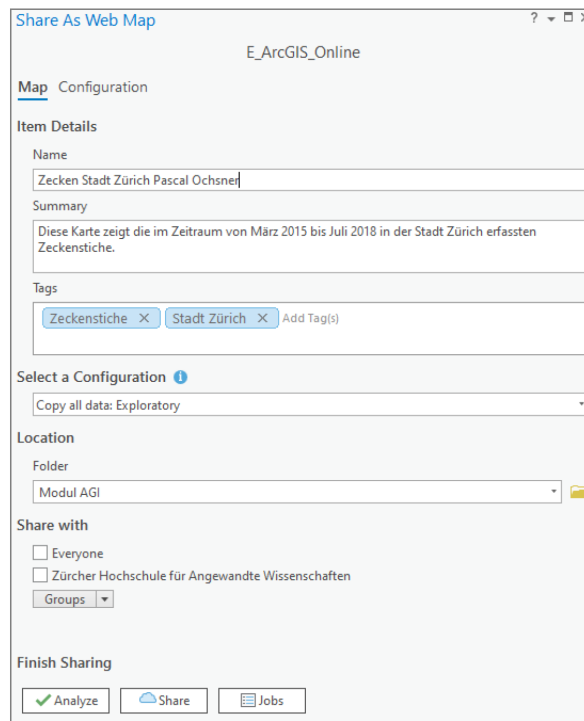 Share As Web Map
?
E_ArcGIS_Online
Map Configuration
Item Details
Name
Zecken Stadt Zürich Pascal Ochsner
Summary
Diese Karte zeigt die im Zeitraum von März 2015 bis Juli 2018 in der Stadt Zürich erfassten
Zeckenstiche.
Tags
Zeckenstiche Stadt Zürich Add Tag(s)
Select a Configuration
Copy all data: Exploratory
Location
Folder
Modul AGI
Share with
Everyone
Zürcher Hochschule für Angewandte Wissenschaften
Groups
Finish Sharing
Analyze Share Jobs